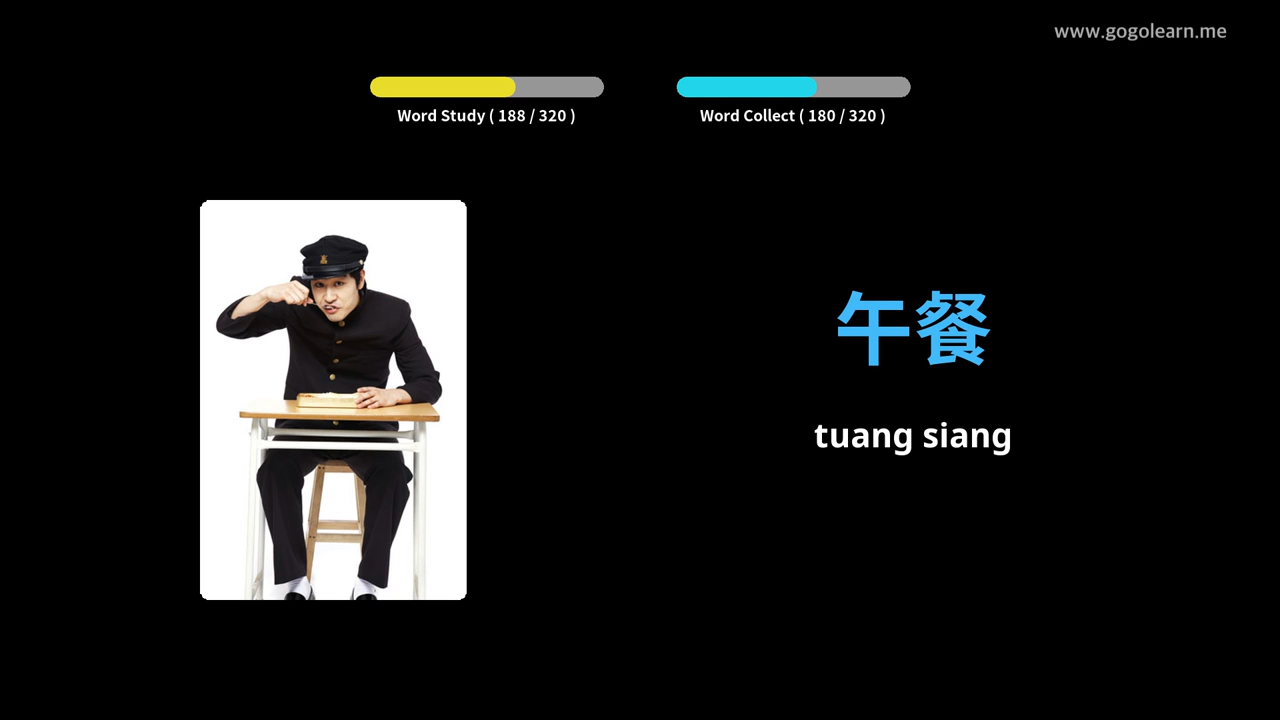 www.gogolearn.me
Word Study ( 188 / 320 )
Word Collect ( 180 / 320 )
午餐
tuang siang